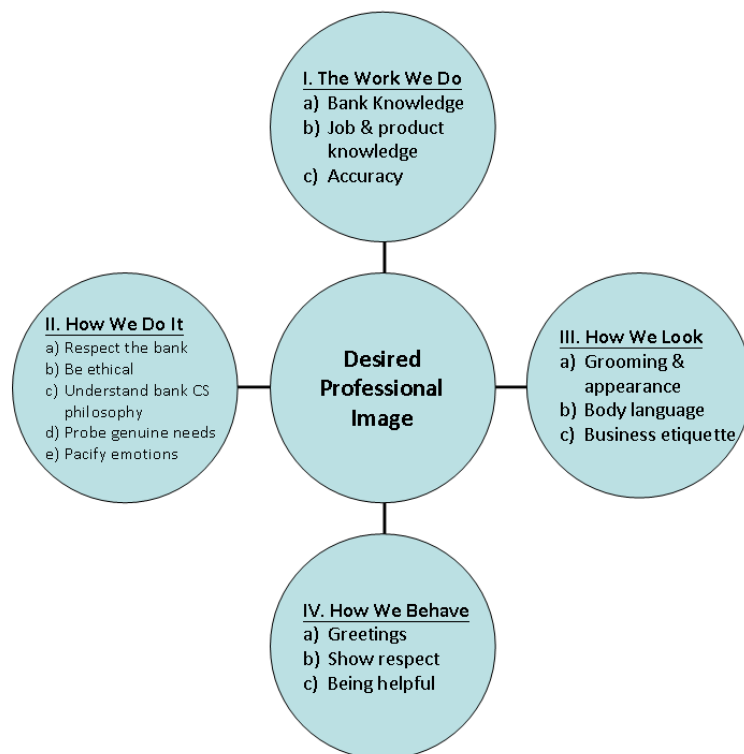 I. The Work We Do
a) Bank Knowledge
b) Job & product
knowledge
c) Accuracy
II. How We Do It
a) Respect the bank
b) Be ethical
c) Understand bank CS
philosophy
d) Probe genuine needs
e) Pacify emotions
Desired
Professional
Image
III. How We Look
a) Grooming &
appearance
b) Body language
c) Business etiquette
IV. How We Behave
a) Greetings
b) Show respect
c) Being helpful